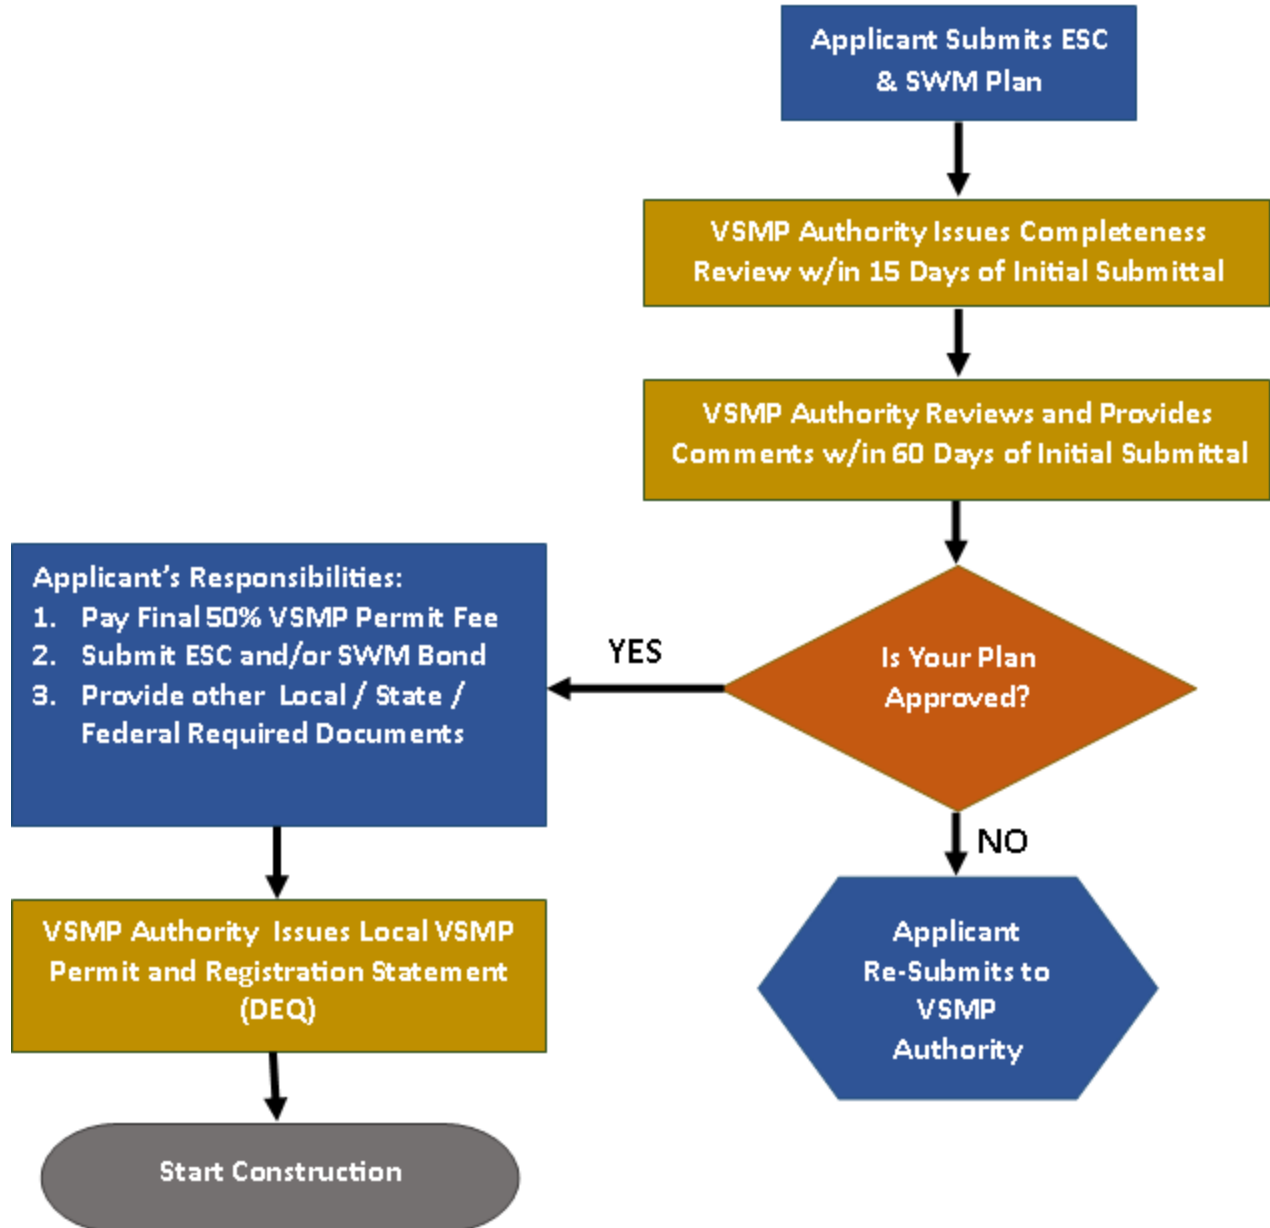 Applicant Submits ESC
& SWM Plan
VSMP Authority Issues Completeness
Review w/in 15 Days of Initial Submittal
VSMP Authority Reviews and Provides
Comments w/in 60 Days of Initial Submittal
Is Your Plan
Approved?
YES
Applicant's Responsibilities:
1. Pay Final 50% VSMP Permit Fee
2. Submit ESC and/or SWM Bond
3. Provide other Local / State /
Federal Required Documents
VSMP Authority Issues Local VSMP
Permit and Registration Statement
(DEQ)
Start Construction
NO
Applicant
Re-Submits to
VSMP
Authority